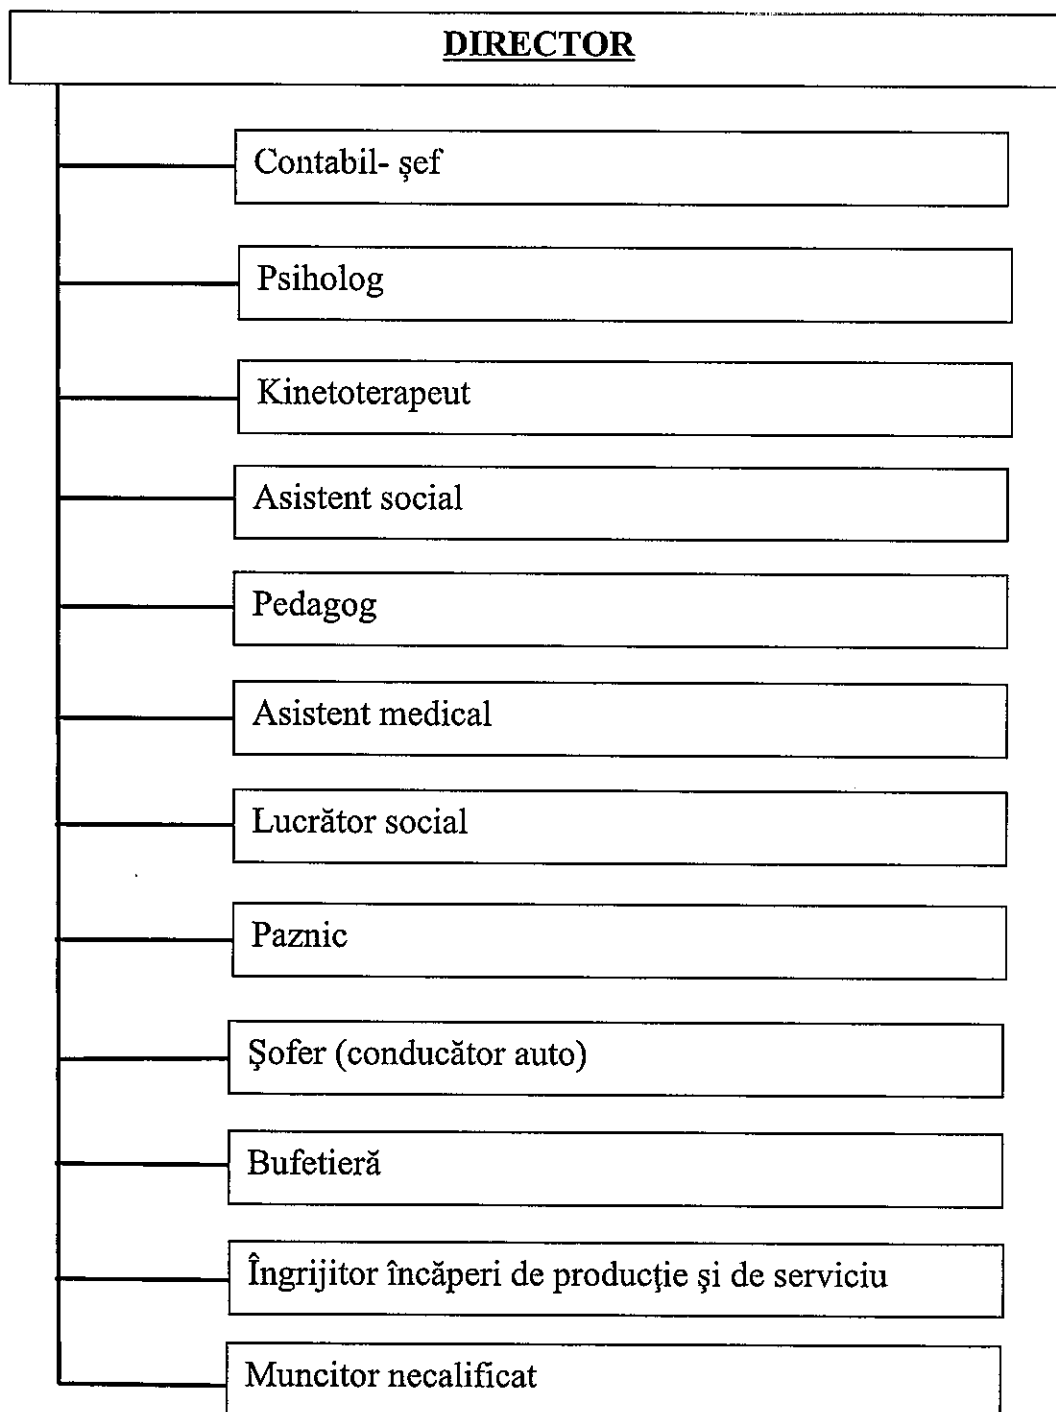 DIRECTOR
Contabil- şef
Psiholog
Kinetoterapeut
Asistent social
Pedagog
Asistent medical
Lucrător social
Paznic
Şofer (conducător auto)
Bufetieră
Îngrijitor încăperi de producţie şi de serviciu
Muncitor necalificat